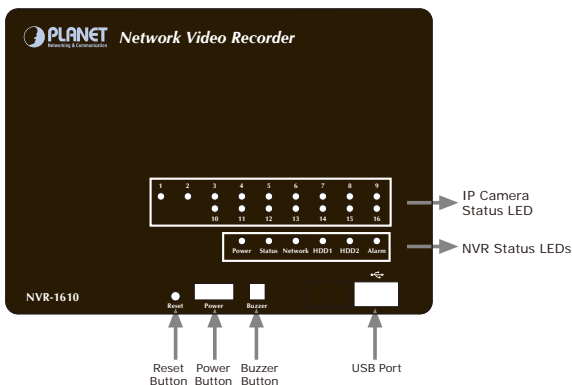 PLANET
Networking & Communication
Network Video Recorder
1 2 3 4 5 6 7 8 9
10 11 12 13 14 15 16
IP Camera
Status LED
Power Status Network HDD1 HDD2 Alarm
NVR Status LEDs
NVR-1610
Reset Power Buzzer
Reset Button
Power Button
Buzzer Button
USB Port